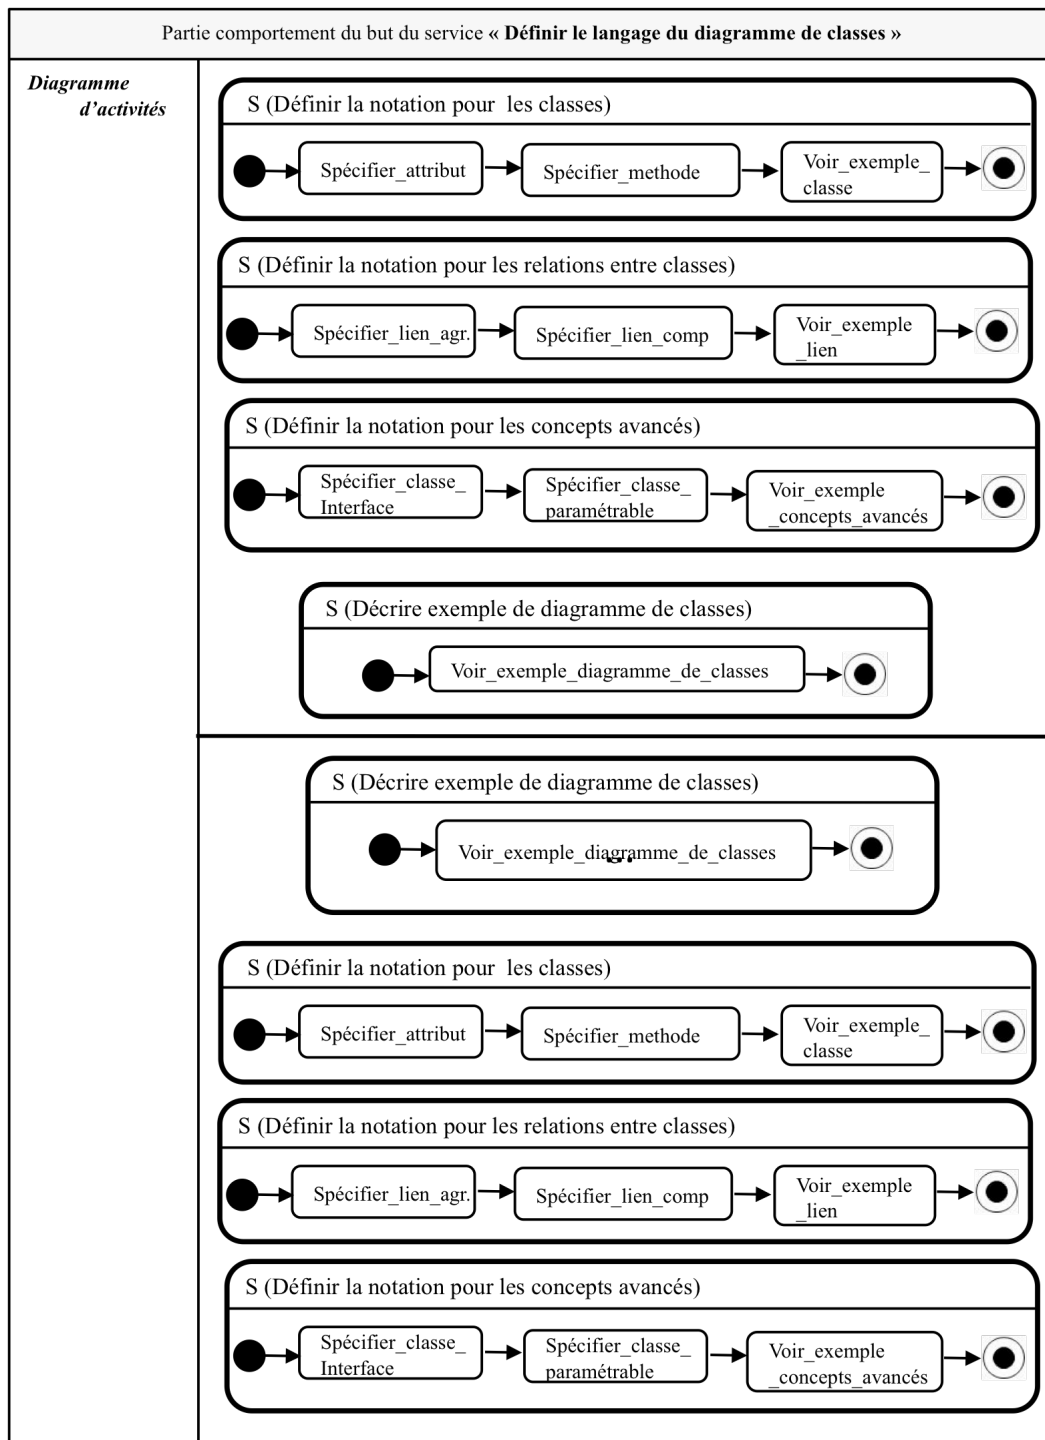 Partie comportement du but du service « Définir le langage du diagramme de classes »
Diagramme
d’activités
S (Définir la notation pour  les classes)
Spécifier_attribut
Spécifier_methode
Voir_exemple_
classe
S (Définir la notation pour les relations entre classes)
Spécifier_lien_agr.
Spécifier_lien_comp
Voir_exemple
_lien
S (Définir la notation pour les concepts avancés)
Spécifier_classe_
Interface
Spécifier_classe_
paramétrable
Voir_exemple
_concepts_avancés
S (Décrire exemple de diagramme de classes)
Voir_exemple_diagramme_de_classes
S (Décrire exemple de diagramme de classes)
Voir_exemple_diagramme_de_classes
...
S (Définir la notation pour  les classes)
Spécifier_attribut
Spécifier_methode
Voir_exemple_
classe
S (Définir la notation pour les relations entre classes)
Spécifier_lien_agr.
Spécifier_lien_comp
Voir_exemple
_lien
S (Définir la notation pour les concepts avancés)
Spécifier_classe_
Interface
Spécifier_classe_
paramétrable
Voir_exemple
_concepts_avancés